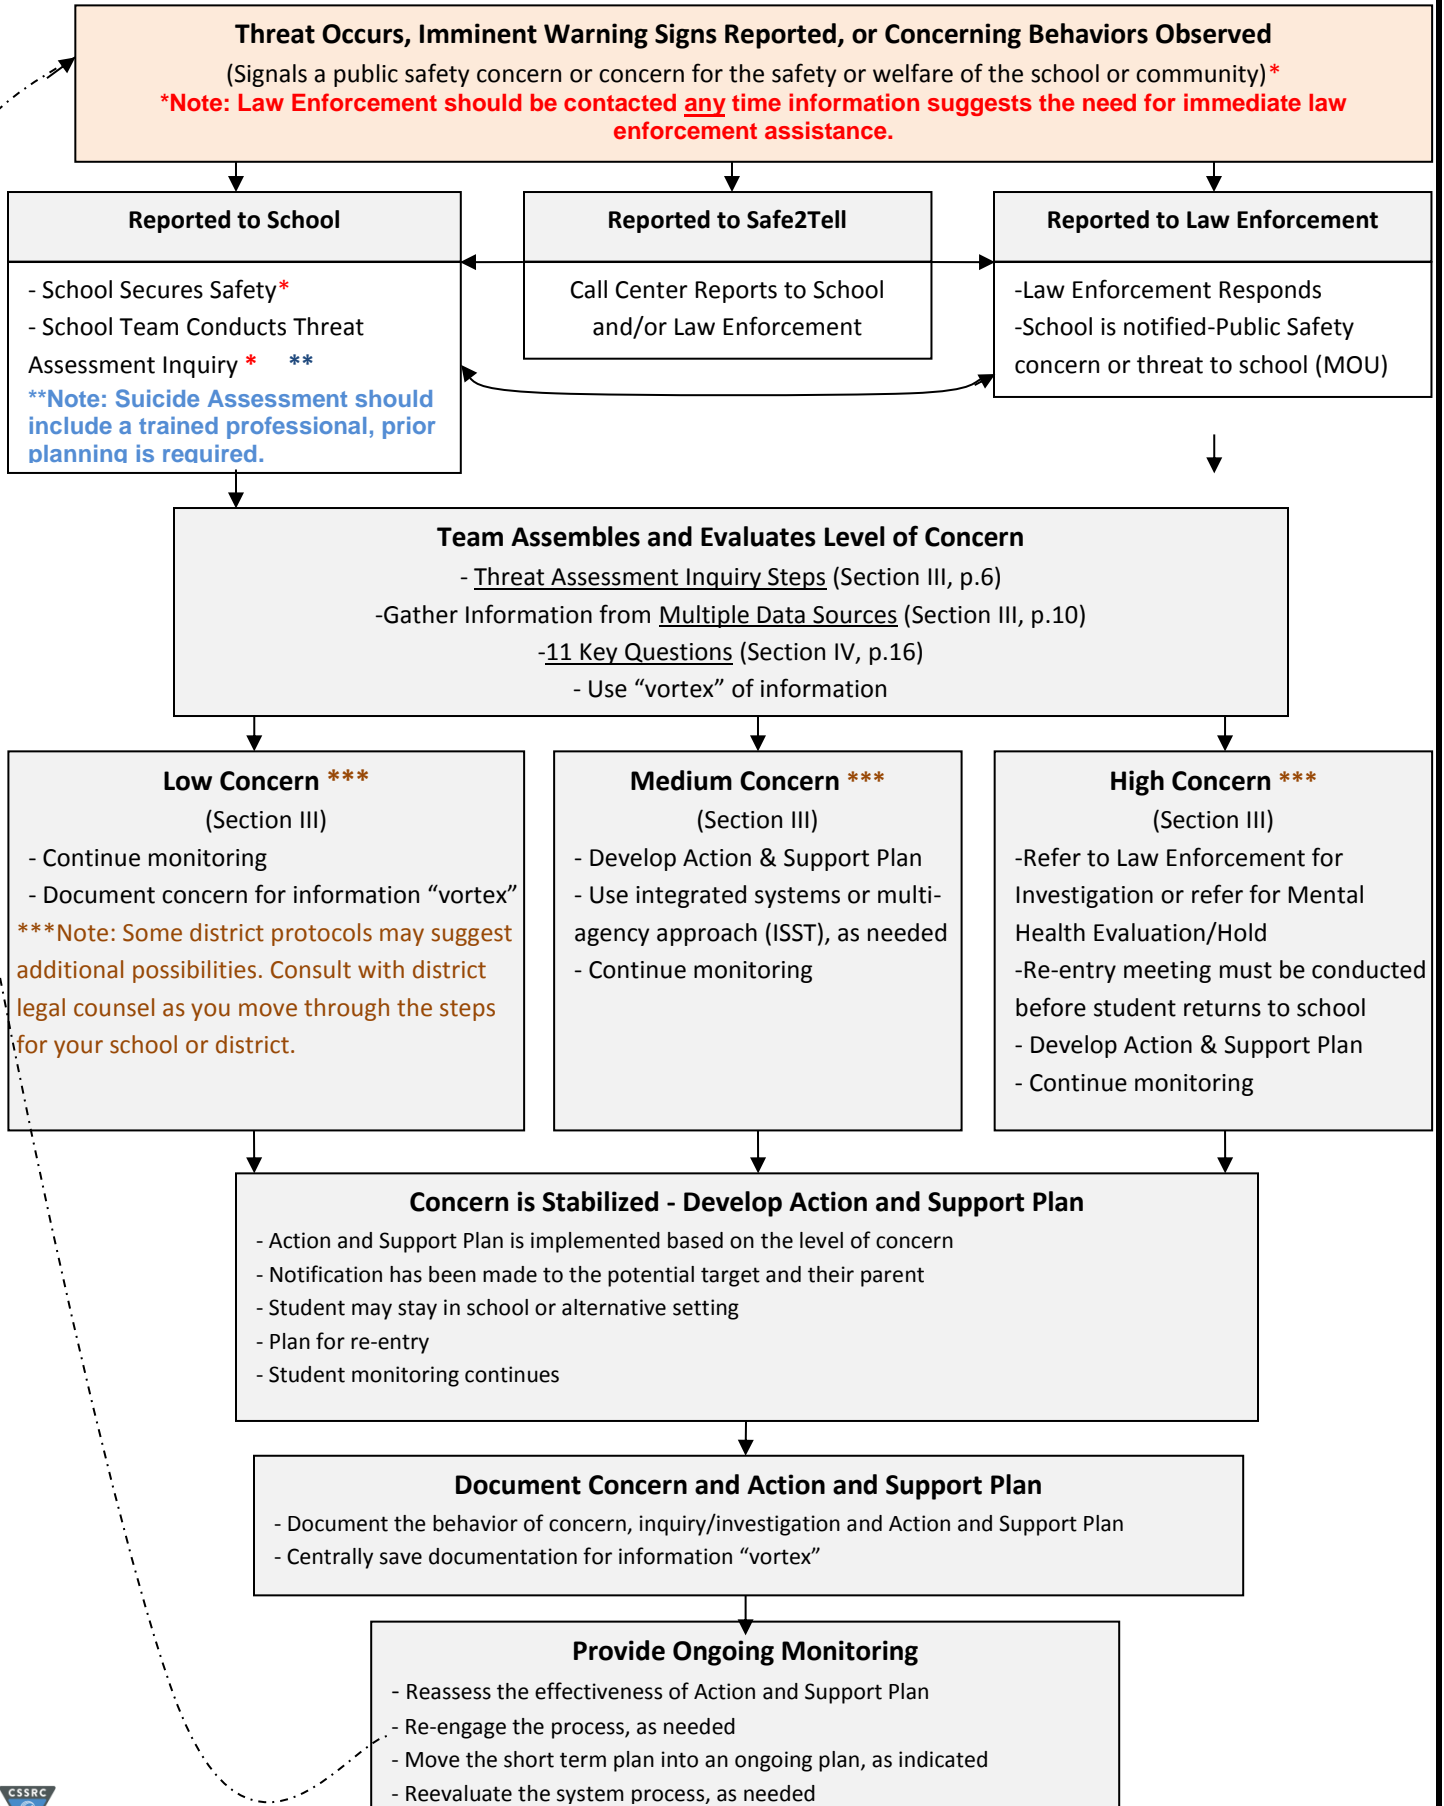 Threat Occurs, Imminent Warning Signs Reported, or Concerning Behaviors Observed
(Signals a public safety concern or concern for the safety or welfare of the school or community)*
*Note: Law Enforcement should be contacted any time information suggests the need for immediate law
enforcement assistance.
Reported to School
- School Secures Safety*
- School Team Conducts Threat
Assessment Inquiry * **
**Note: Suicide Assessment should
include a trained professional, prior
planning is required.
Reported to Safe2Tell
Call Center Reports to School
and/or Law Enforcement
Reported to Law Enforcement
-Law Enforcement Responds
-School is notified-Public Safety
concern or threat to school (MOU)
Team Assembles and Evaluates Level of Concern
- Threat Assessment Inquiry Steps (Section III, p.6)
-Gather Information from Multiple Data Sources (Section III, p.10)
-11 Key Questions (Section IV, p.16)
- Use “vortex” of information
Low Concern ***
(Section III)
- Continue monitoring
- Document concern for information “vortex”
***Note: Some district protocols may suggest
additional possibilities. Consult with district
legal counsel as you move through the steps
for your school or district.
Medium Concern ***
(Section III)
- Develop Action & Support Plan
- Use integrated systems or multi-
agency approach (ISST), as needed
- Continue monitoring
High Concern ***
(Section III)
-Refer to Law Enforcement for
Investigation or refer for Mental
Health Evaluation/Hold
-Re-entry meeting must be conducted
before student returns to school
- Develop Action & Support Plan
- Continue monitoring
Concern is Stabilized - Develop Action and Support Plan
- Action and Support Plan is implemented based on the level of concern
- Notification has been made to the potential target and their parent
- Student may stay in school or alternative setting
- Plan for re-entry
- Student monitoring continues
Document Concern and Action and Support Plan
- Document the behavior of concern, inquiry/investigation and Action and Support Plan
- Centrally save documentation for information “vortex”
Provide Ongoing Monitoring
- Reassess the effectiveness of Action and Support Plan
- Re-engage the process, as needed
- Move the short term plan into an ongoing plan, as indicated
- Reevaluate the system process, as needed
CSSRC